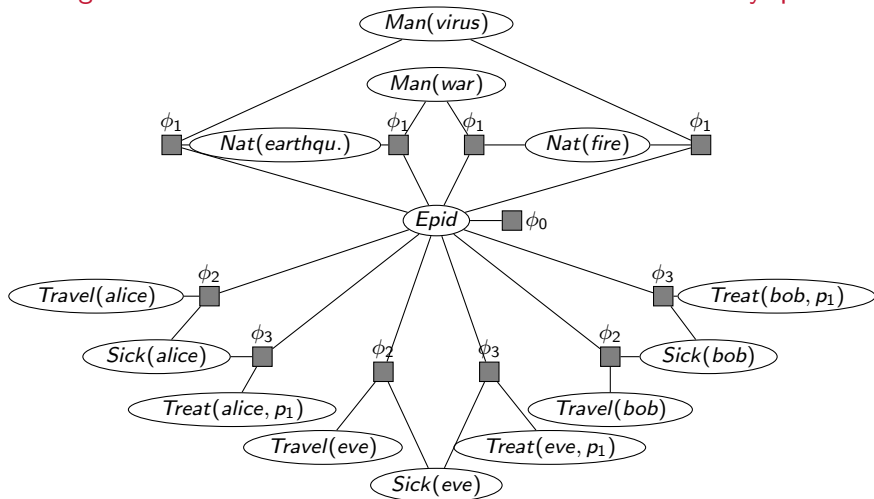 Man(virus)
Man(war)
ϕ1 ϕ1 ϕ1 ϕ1
Nat(earthqu.) Nat(fire)
Epid ϕ0
ϕ2 ϕ3
Travel(alice) Treat(bob, p1)
ϕ3 ϕ2 ϕ3 ϕ2
Sick(alice) Sick(bob)
Treat(alice, p1) Travel(bob)
Travel(eve) Treat(eve, p1)
Sick(eve)